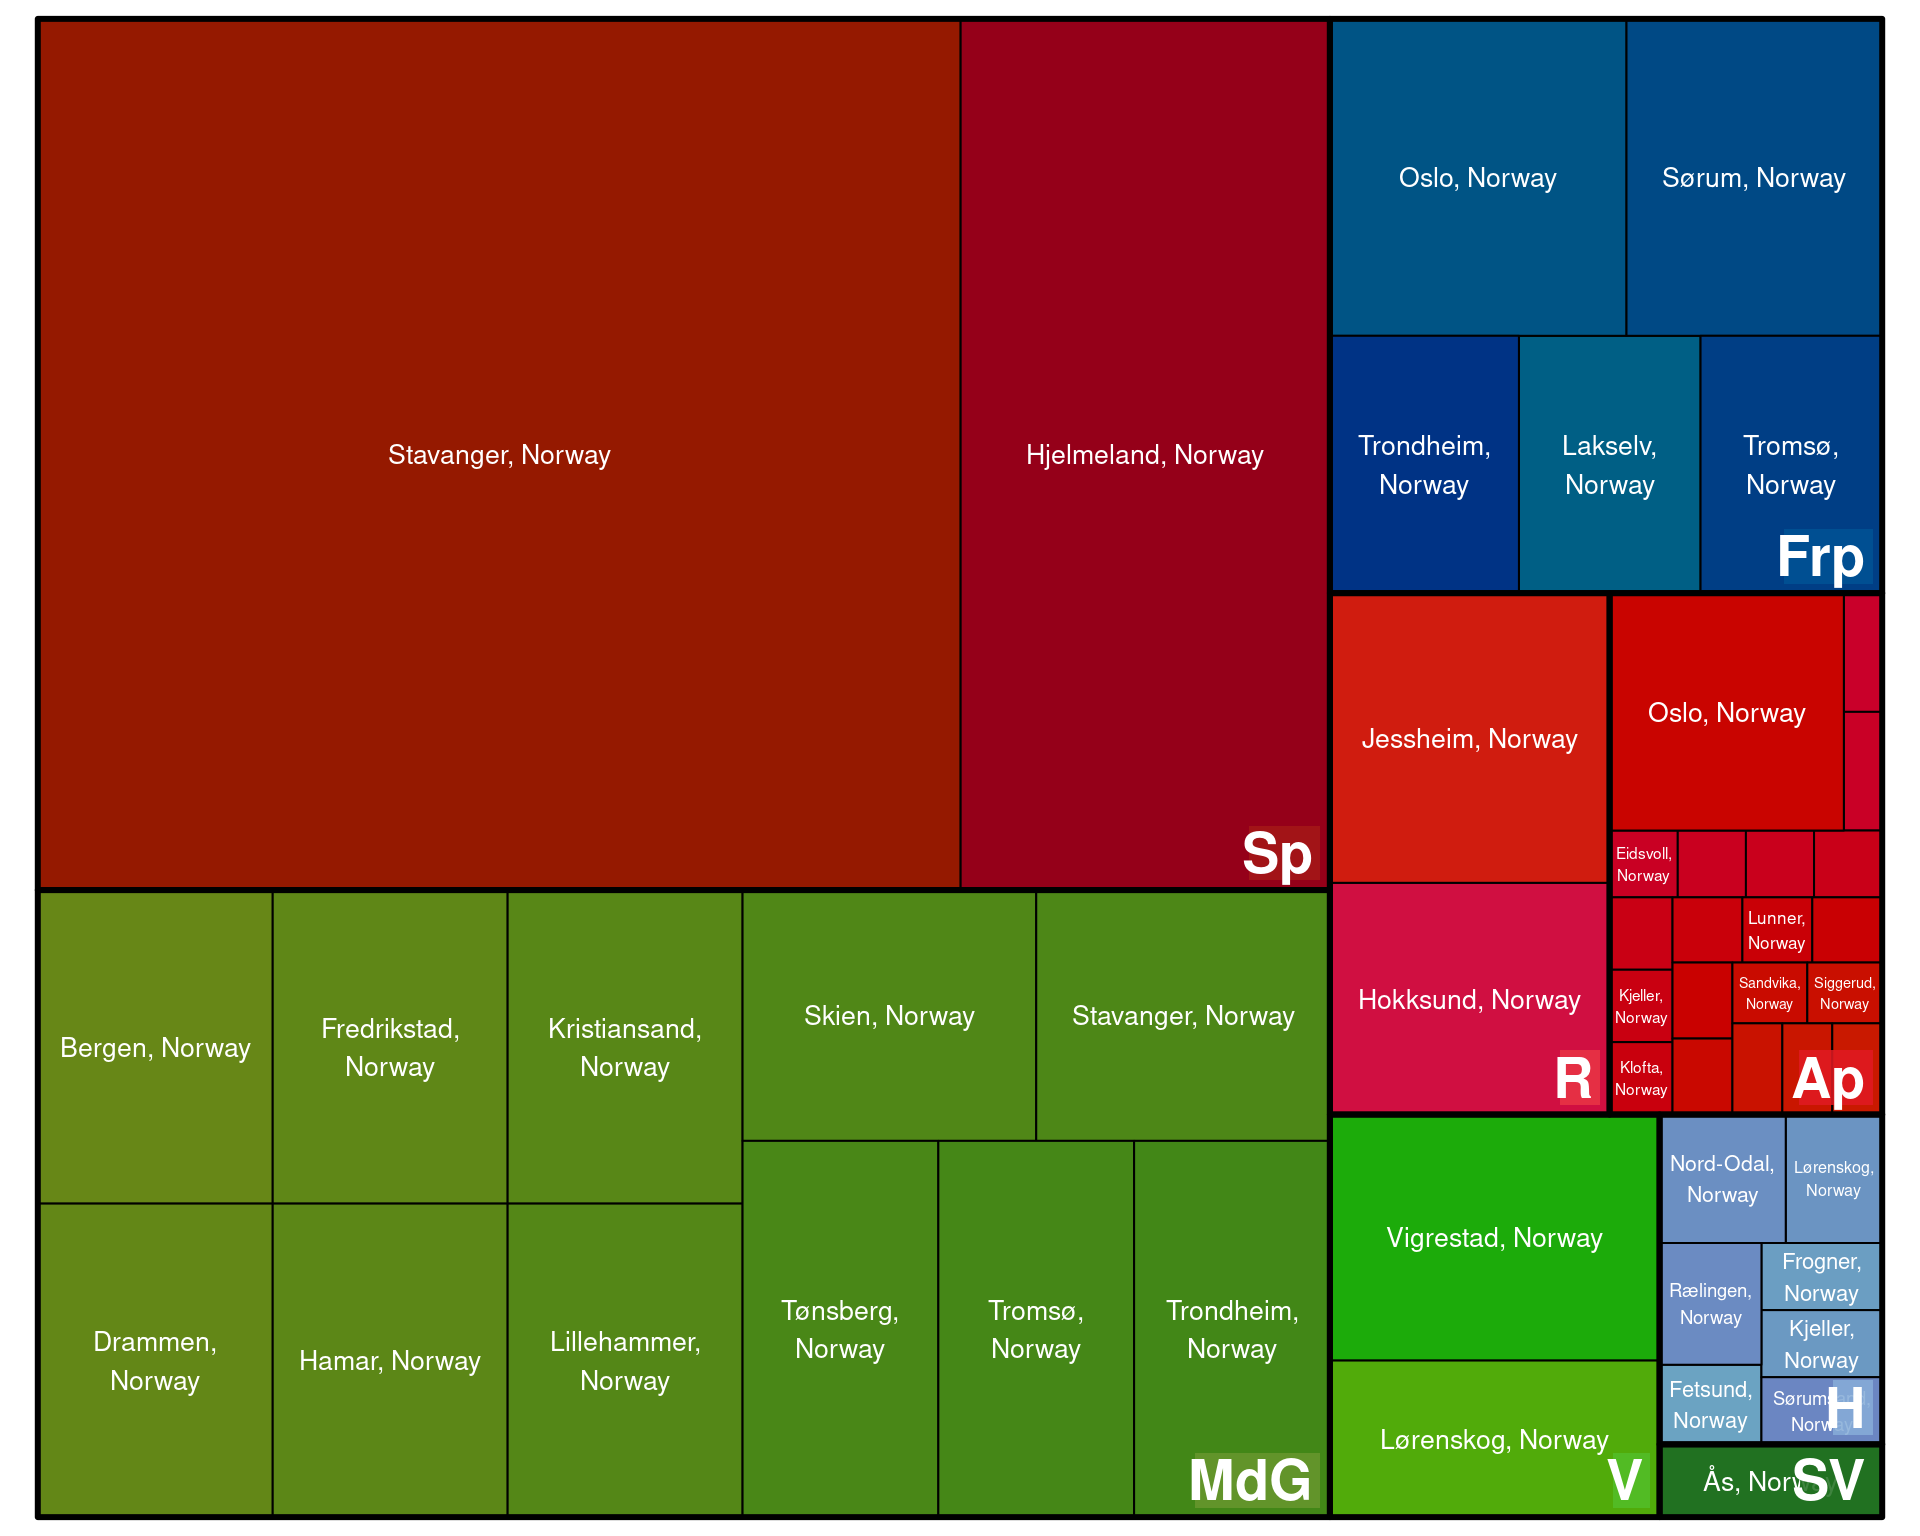 Stavanger, Norway
Hjelmeland, Norway
Sp
Oslo, Norway
Sørum, Norway
Trondheim,
Norway
Lakselv,
Norway
Tromsø,
Norway
Frp
Bergen, Norway
Fredrikstad,
Norway
Kristiansand,
Norway
Skien, Norway
Stavanger, Norway
Drammen,
Norway
Hamar, Norway
Lillehammer,
Norway
Tønsberg,
Norway
Tromsø,
Norway
Trondheim,
Norway
MdG
Jessheim, Norway
Hokksund, Norway
R
Oslo, Norway
Eidsvoll,
Norway
Lunner,
Norway
Kjeller,
Norway
Sandvika,
Norway
Siggerud,
Norway
Klofta,
Norway
Ap
Vigrestad, Norway
Lørenskog, Norway
V
Nord-Odal,
Norway
Lørenskog,
Norway
Rælingen,
Norway
Frogner,
Norway
Kjeller,
Norway
Fetsund,
Norway
Sørumsand,
Norway
H
Ås, Norway
SV